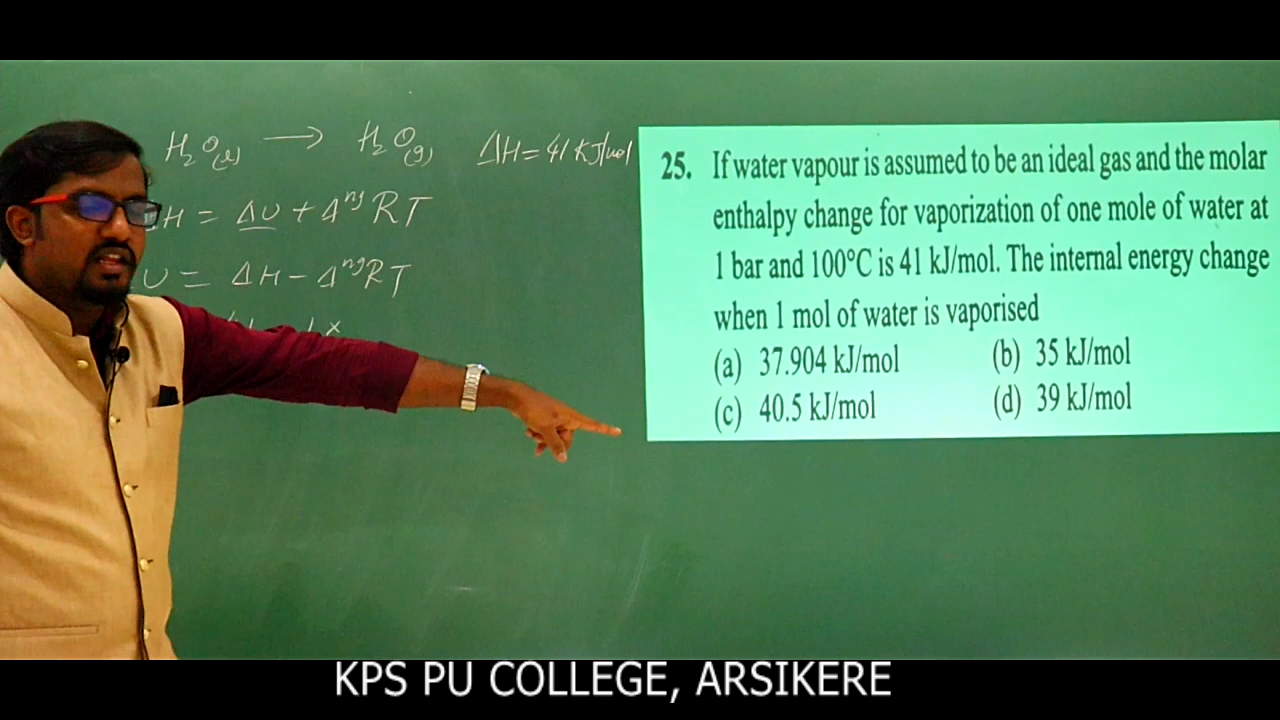 H₂O(l) → H₂O(g) ΔH = 41 KJ/mol
H = ΔU + Δng RT
U = ΔH - Δng RT
25. If water vapour is assumed to be an ideal gas and the molar
enthalpy change for vaporization of one mole of water at
1 bar and 100°C is 41 kJ/mol. The internal energy change
when 1 mol of water is vaporised
(a) 37.904 kJ/mol (b) 35 kJ/mol
(c) 40.5 kJ/mol (d) 39 kJ/mol
KPS PU COLLEGE, ARSIKERE